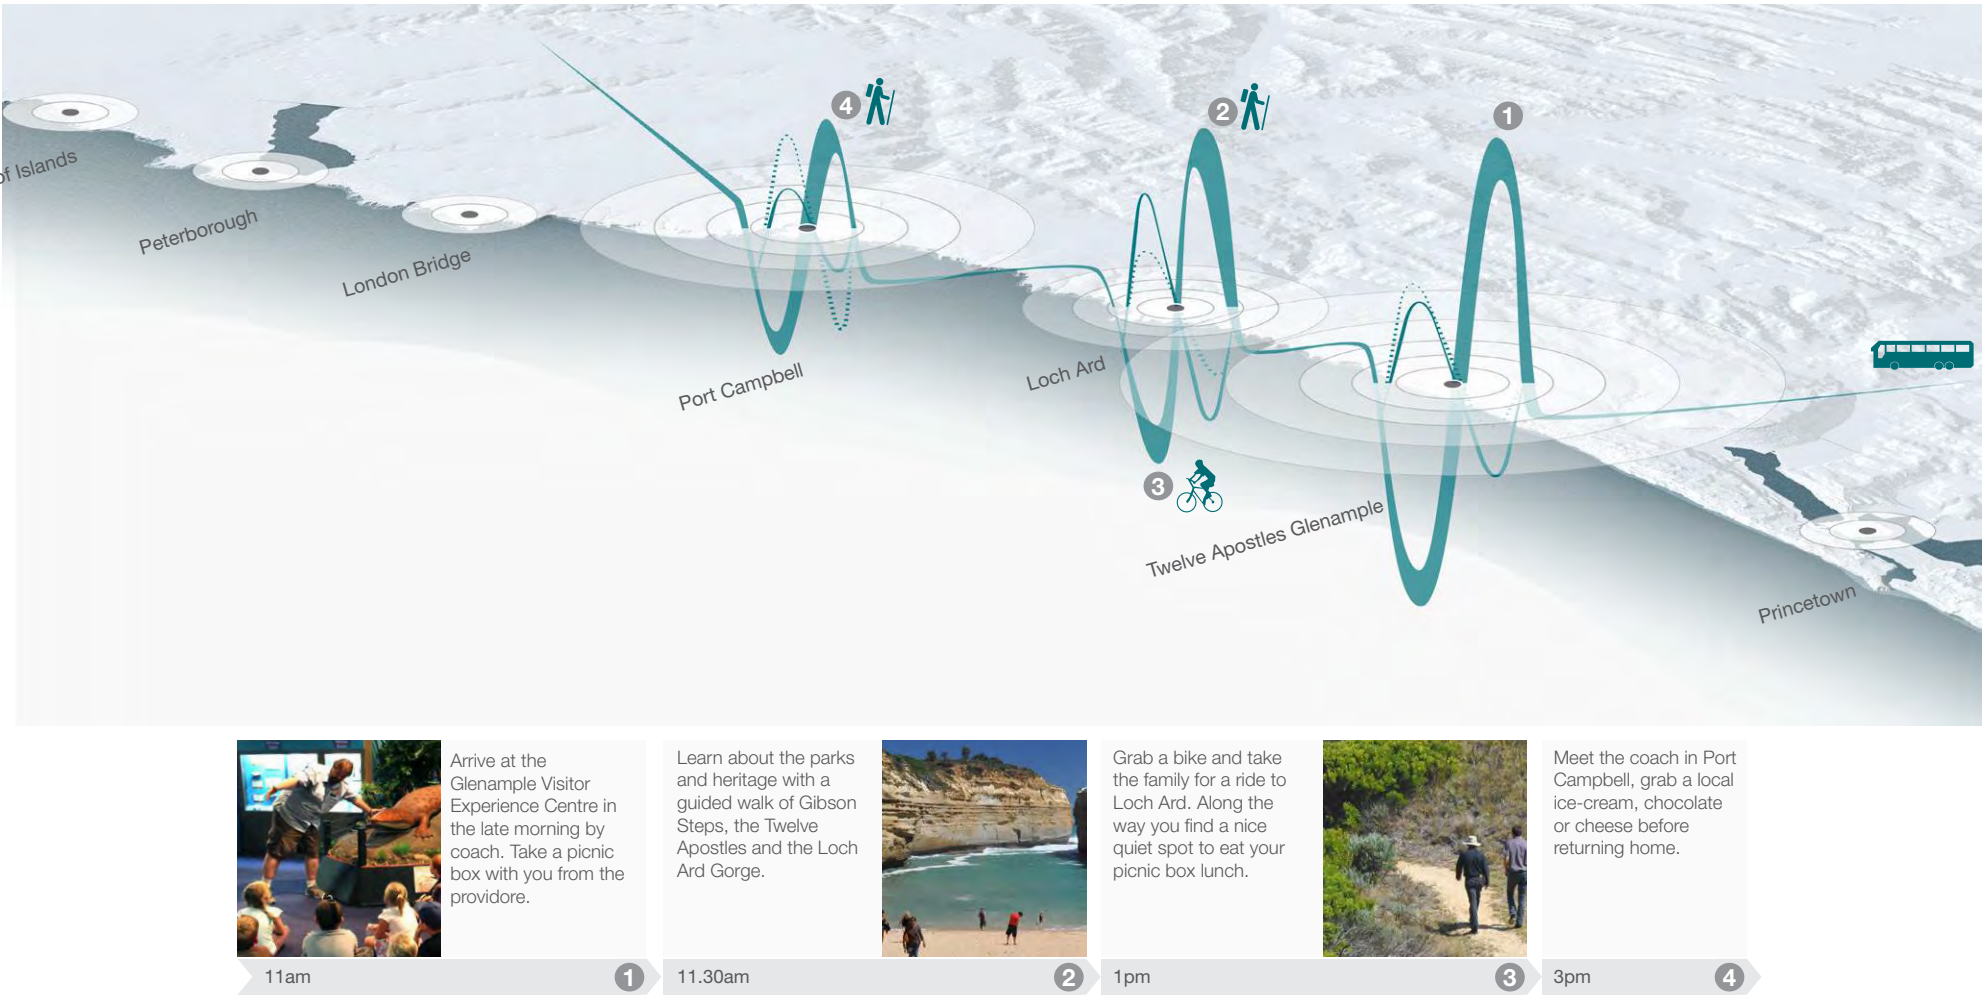 4
2
1
of Islands
Peterborough
London Bridge
Port Campbell
Loch Ard
3
Twelve Apostles Glenample
Princetown
Arrive at the
Glenample Visitor
Experience Centre in
the late morning by
coach. Take a picnic
box with you from the
providore.
11am
1
Learn about the parks
and heritage with a
guided walk of Gibson
Steps, the Twelve
Apostles and the Loch
Ard Gorge.
11.30am
2
Grab a bike and take
the family for a ride to
Loch Ard. Along the
way you find a nice
quiet spot to eat your
picnic box lunch.
1pm
3
Meet the coach in Port
Campbell, grab a local
ice-cream, chocolate
or cheese before
returning home.
3pm
4